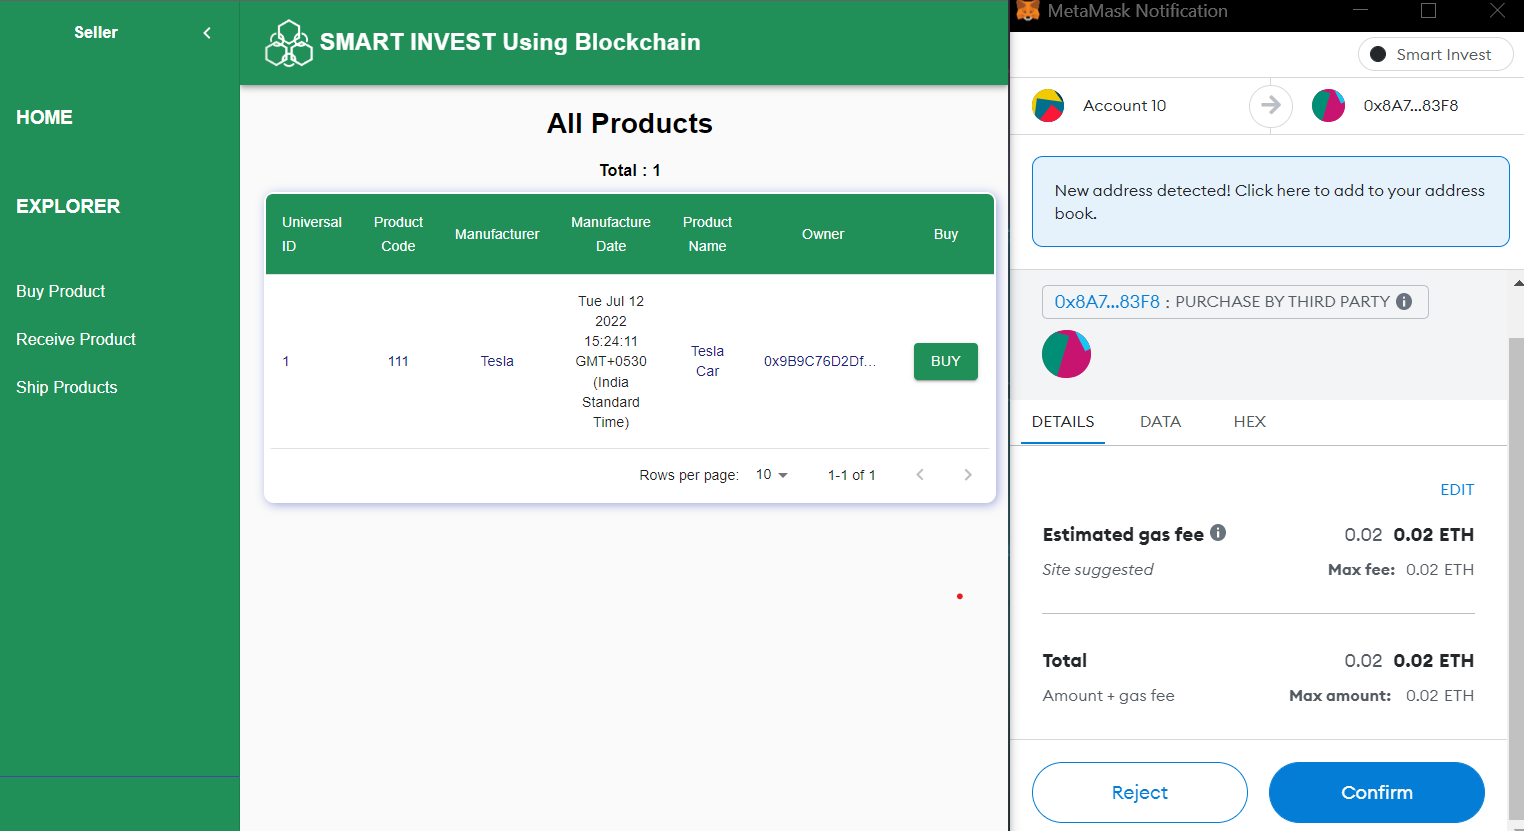 Seller
HOME
EXPLORER
Buy Product
Receive Product
Ship Products
SMART INVEST Using Blockchain
All Products
Total : 1
Universal
ID
Product
Code
Manufacturer
Manufacture
Date
Product
Name
Owner
Buy
1
111
Tesla
Tue Jul 12
2022
15:24:11
GMT+0530
(India
Standard
Time)
Tesla
Car
0x9B9C76D2Df...
BUY
Rows per page: 10 1-1 of 1
MetaMask Notification
Smart Invest
Account 10
0x8A7...83F8
New address detected! Click here to add to your address
book.
0x8A7...83F8 : PURCHASE BY THIRD PARTY
DETAILS DATA HEX
EDIT
Estimated gas fee 0.02 0.02 ETH
Site suggested Max fee: 0.02 ETH
Total 0.02 0.02 ETH
Amount + gas fee Max amount: 0.02 ETH
Reject Confirm